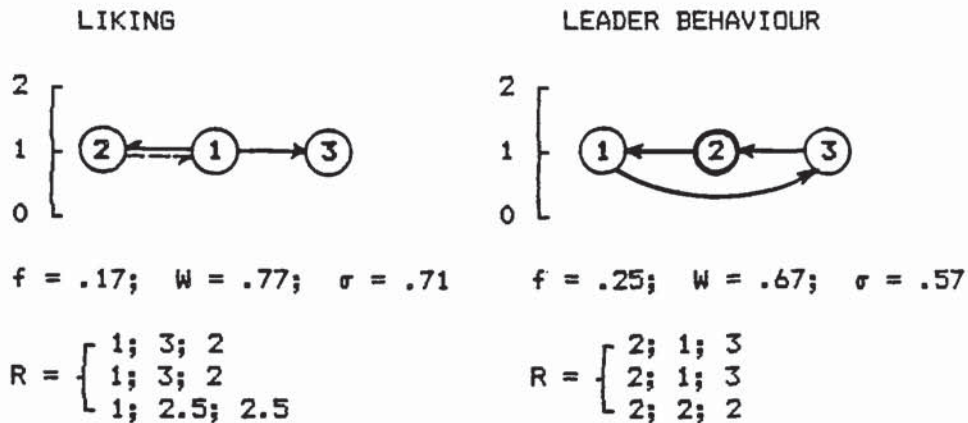 LIKING LEADER BEHAVIOUR
2 2
1 2 1 3 1 1 2 3
0 0
f = .17; W = .77; σ = .71 f = .25; W = .67; σ = .57
1; 3; 2 2; 1; 3
R = 1; 3; 2 R = 2; 1; 3
1; 2.5; 2.5 2; 2; 2